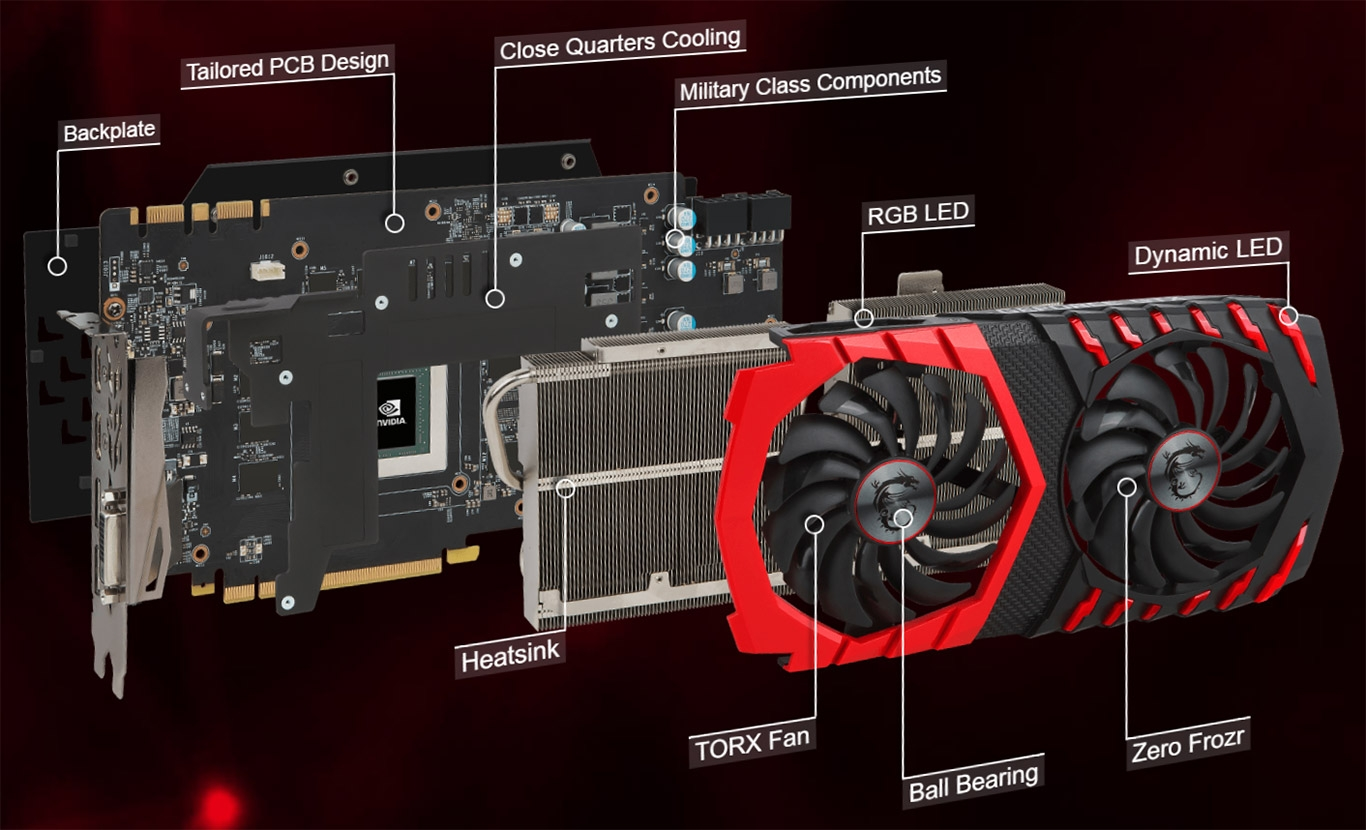 Close Quarters Cooling
Tailored PCB Design
Military Class Components
Backplate
RGB LED
Dynamic LED
J1012
NVIDIA
Heatsink
TORX Fan
Zero Frozr
Ball Bearing